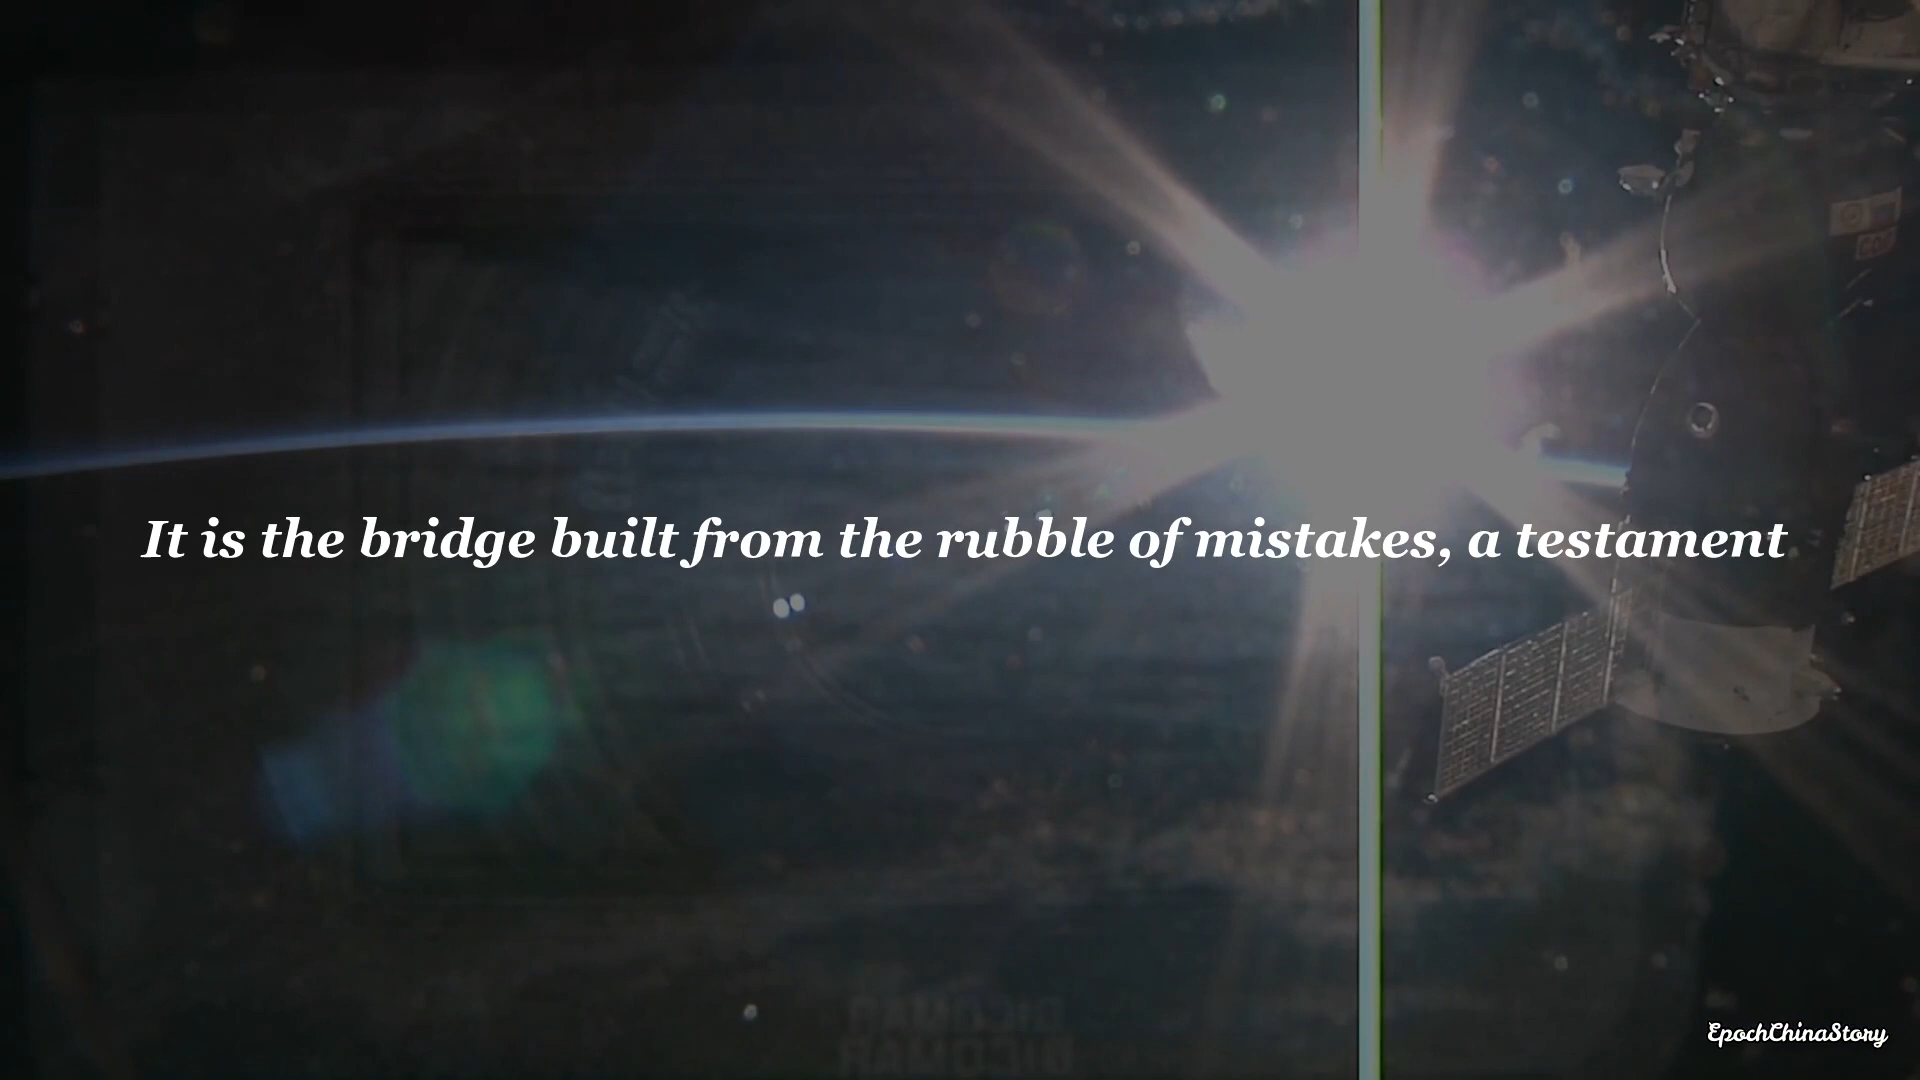 It is the bridge built from the rubble of mistakes, a testament
EpochChinaStory